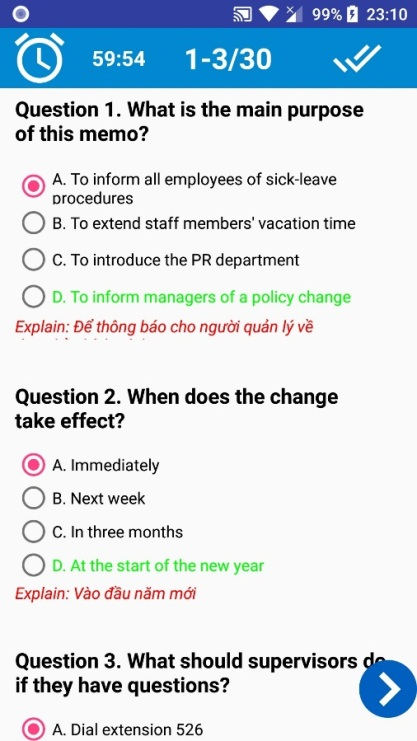 99% 23:10
59:54 1-3/30
Question 1. What is the main purpose
of this memo?
A. To inform all employees of sick-leave
procedures
B. To extend staff members' vacation time
C. To introduce the PR department
D. To inform managers of a policy change
Explain: Để thông báo cho người quản lý về
Question 2. When does the change
take effect?
A. Immediately
B. Next week
C. In three months
D. At the start of the new year
Explain: Vào đầu năm mới
Question 3. What should supervisors do
if they have questions?
A. Dial extension 526